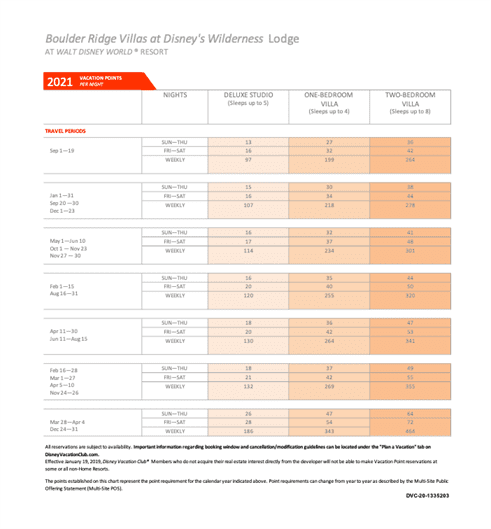 Boulder Ridge Villas at Disney's Wilderness Lodge
AT WALT DISNEY WORLD ® RESORT
2021 VACATION POINTS
PER NIGHT
NIGHTS DELUXE STUDIO ONE-BEDROOM TWO-BEDROOM
(Sleeps up to 5) VILLA VILLA
(Sleeps up to 4) (Sleeps up to 8)
TRAVEL PERIODS
SUN—THU 13 27 36
Sep 1—19 FRI—SAT 16 32 42
WEEKLY 97 199 264
SUN—THU 15 30 38
Jan 1—31 FRI—SAT 16 34 44
Sep 20 —30 WEEKLY 107 218 278
Dec 1—23
SUN—THU 16 32 41
May 1—Jun 10 FRI—SAT 17 37 48
Oct 1 — Nov 23 WEEKLY 114 234 301
Nov 27 — 30
SUN—THU 16 35 44
Feb 1—15 FRI—SAT 20 40 50
Aug 16—31 WEEKLY 120 255 320
SUN—THU 18 36 47
Apr 11—30 FRI—SAT 20 42 53
Jun 11—Aug 15 WEEKLY 130 264 341
SUN—THU 18 37 49
Feb 16—28 FRI—SAT 21 42 55
Mar 1—27 WEEKLY 132 269 355
Apr 5—10
Nov 24—26
SUN—THU 26 47 64
Mar 28—Apr 4 FRI—SAT 28 54 72
Dec 24—31 WEEKLY 186 343 464
All reservations are subject to availability. Important Information regarding booking window and cancellation/modification guidelines can be located under the "Plan a Vacation" tab on
DisneyVacationClub.com.
Effective January 19, 2019, Disney Vacation Club® Members who do not acquire their real estate interest directly from the developer will not be able to make Vacation Point reservations at
some or all non-Home Resorts.
The points established on this chart represent the point requirement for the calendar year indicated above. Point requirements can change from year to year as described by the Multi-Site Public
Offering Statement (Multi-Site POS).
DVC-20-1335203